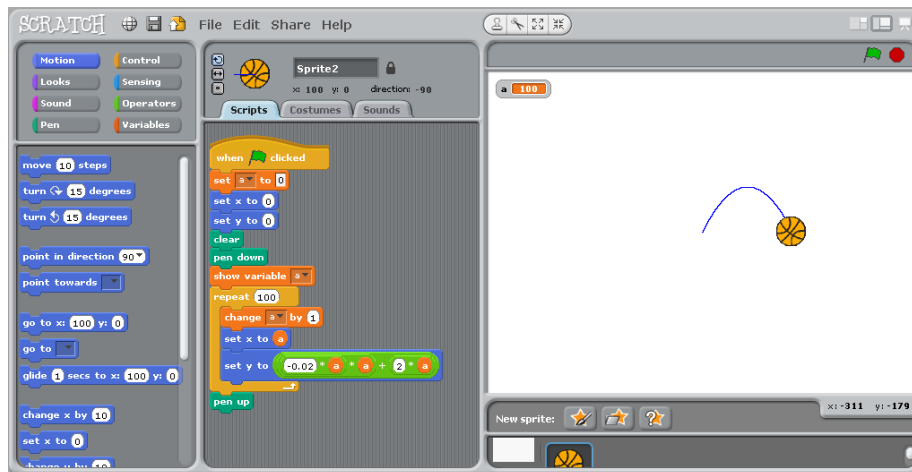 SCRATCH File Edit Share Help
Motion Control
Looks Sensing
Sound Operators
Pen Variables
move 10 steps
turn 15 degrees
turn 15 degrees
point in direction 90
point towards
go to x: 100 y: 0
go to
glide 1 secs to x: 100 y: 0
change x by 10
set x to 0
change y by 10
Sprite2
x: 100 y: 0 direction: -90
Scripts Costumes Sounds
when clicked
set a to 0
set x to 0
set y to 0
clear
pen down
show variable a
repeat 100
change a by 1
set x to a
set y to -0.02 * a * a + 2 * a
pen up
a 100
x: -311 y: -179
New sprite: